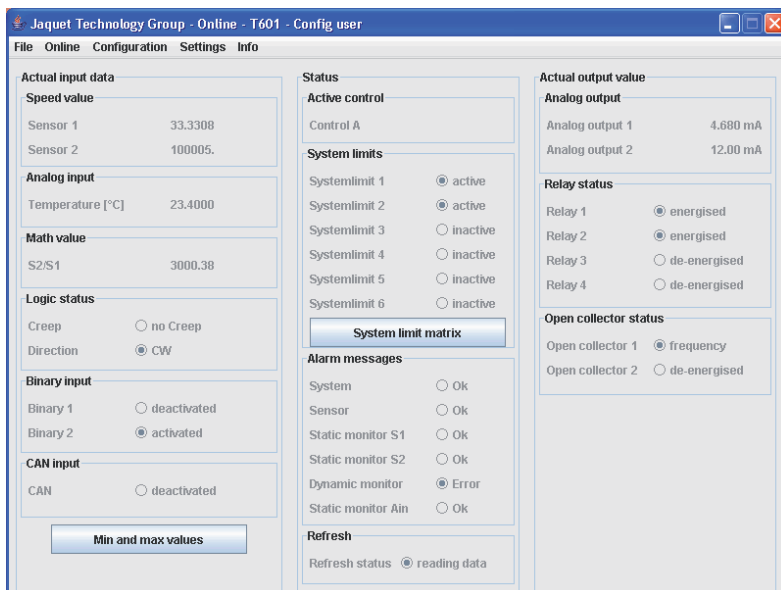 Jaquet Technology Group - Online - T601 - Config user
File Online Configuration Settings Info
Actual input data
Speed value
Sensor 1 33.3308
Sensor 2 100005.
Analog input
Temperature [°C] 23.4000
Math value
S2/S1 3000.38
Logic status
Creep no Creep
Direction CW
Binary input
Binary 1 deactivated
Binary 2 activated
CAN input
CAN deactivated
Min and max values
Status
Active control
Control A
System limits
Systemlimit 1 active
Systemlimit 2 active
Systemlimit 3 inactive
Systemlimit 4 inactive
Systemlimit 5 inactive
Systemlimit 6 inactive
System limit matrix
Alarm messages
System Ok
Sensor Ok
Static monitor S1 Ok
Static monitor S2 Ok
Dynamic monitor Error
Static monitor Ain Ok
Refresh
Refresh status reading data
Actual output value
Analog output
Analog output 1 4.680 mA
Analog output 2 12.00 mA
Relay status
Relay 1 energised
Relay 2 energised
Relay 3 de-energised
Relay 4 de-energised
Open collector status
Open collector 1 frequency
Open collector 2 de-energised